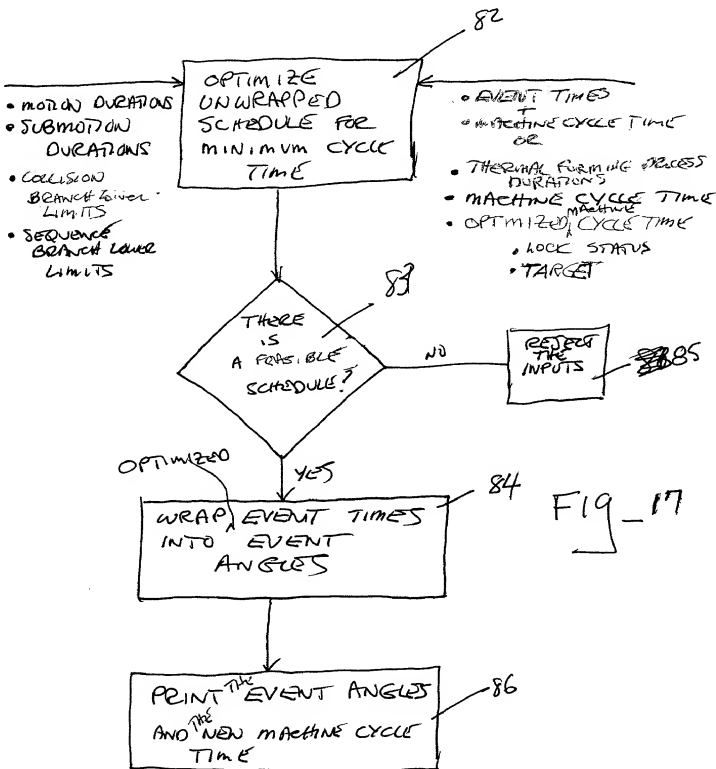 82
OPTIMIZE
UNWRAPPED
SCHEDULE FOR
MINIMUM CYCLE
TIME
• MOTION DURATIONS
• SUBMOTION
DURATIONS
• COLLISION
BRANCH LOWER
LIMITS
• SEQUENCE
BRANCH LOWER
LIMITS
• EVENT TIMES
+
• MACHINE CYCLE TIME
OR
• THERMAL FORMING PROCESS
DURATIONS
• MACHINE CYCLE TIME
MACHINE
• OPTIMIZED CYCLE TIME
• LOCK STATUS
• TARGET
83
THERE
IS
A FEASIBLE
SCHEDULE?
NO
REJECT
THE
INPUTS
85
YES
OPTIMIZED
84
WRAP EVENT TIMES
INTO EVENT
ANGLES
FIG_17
86
PRINT THE EVENT ANGLES
AND THE NEW MACHINE CYCLE
TIME